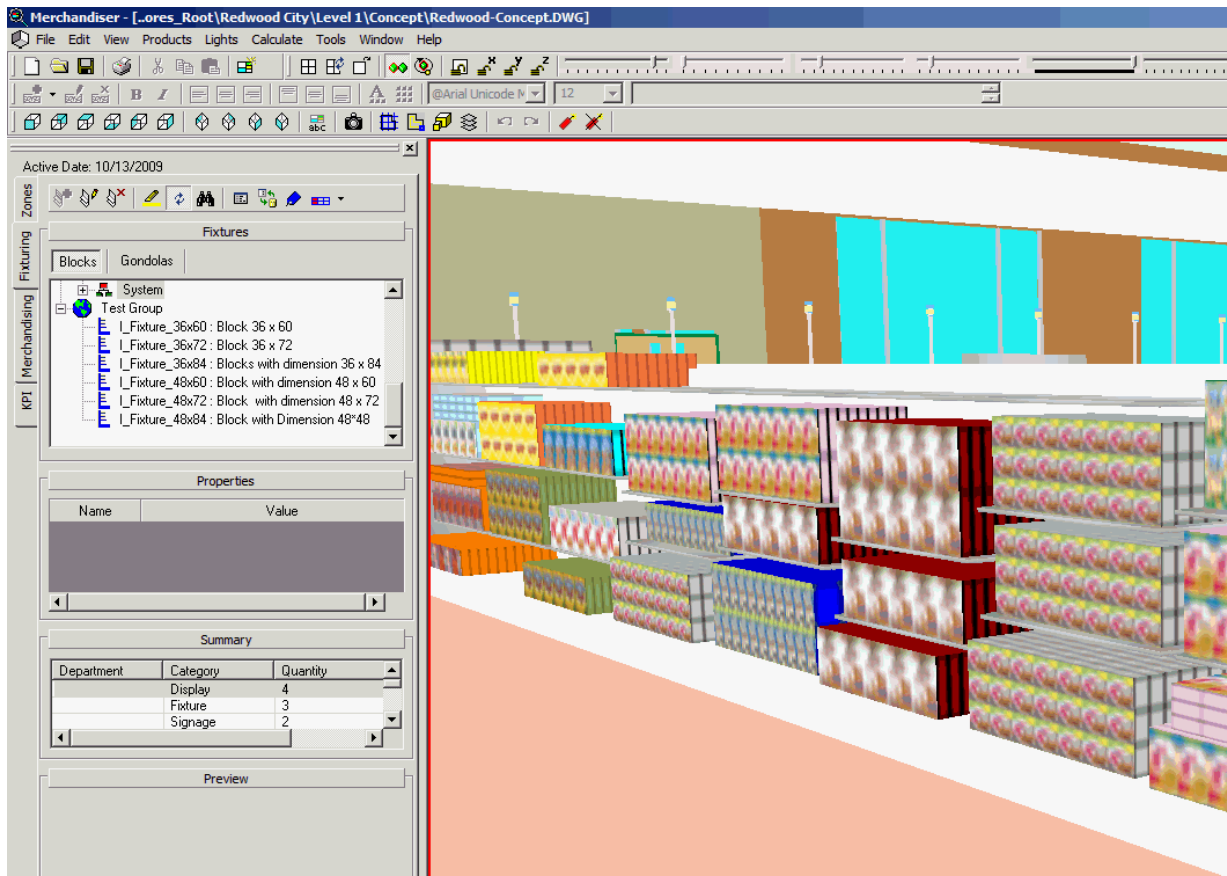 Merchandiser - [..ores_Root\Redwood City\Level 1\Concept\Redwood-Concept.DWG]
File Edit View Products Lights Calculate Tools Window Help
x y z
B I @Arial Unicode M 12
abc
Active Date: 10/13/2009
Zones
Fixturing
Merchandising
KPI
Fixtures
Blocks Gondolas
System
Test Group
I_Fixture_36x60 : Block 36 x 60
I_Fixture_36x72 : Block 36 x 72
I_Fixture_36x84 : Blocks with dimension 36 x 84
I_Fixture_48x60 : Block with dimension 48 x 60
I_Fixture_48x72 : Block  with dimension 48 x 72
I_Fixture_48x84 : Block with Dimension 48*48
Properties
Name Value
Summary
Department Category Quantity
Display 4
Fixture 3
Signage 2
Preview